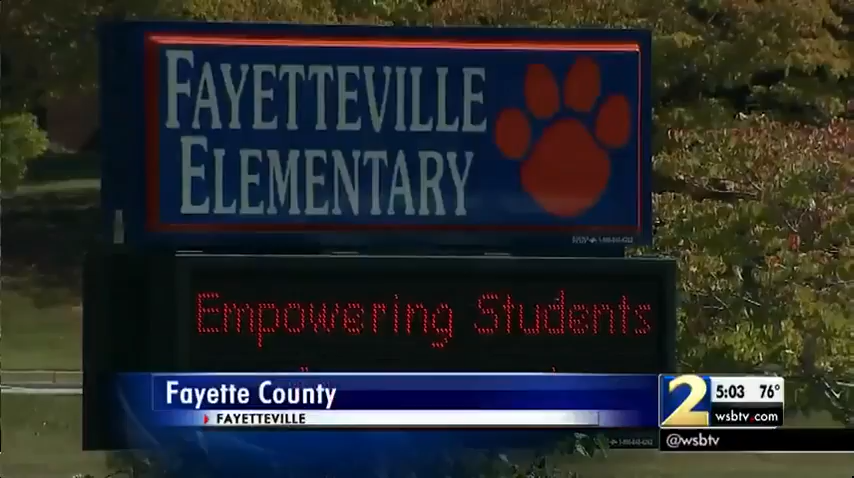 FAYETTEVILLE
ELEMENTARY
Empowering Students
Fayette County
FAYETTEVILLE
2
5:03 76°
wsbtv.com
@wsbtv